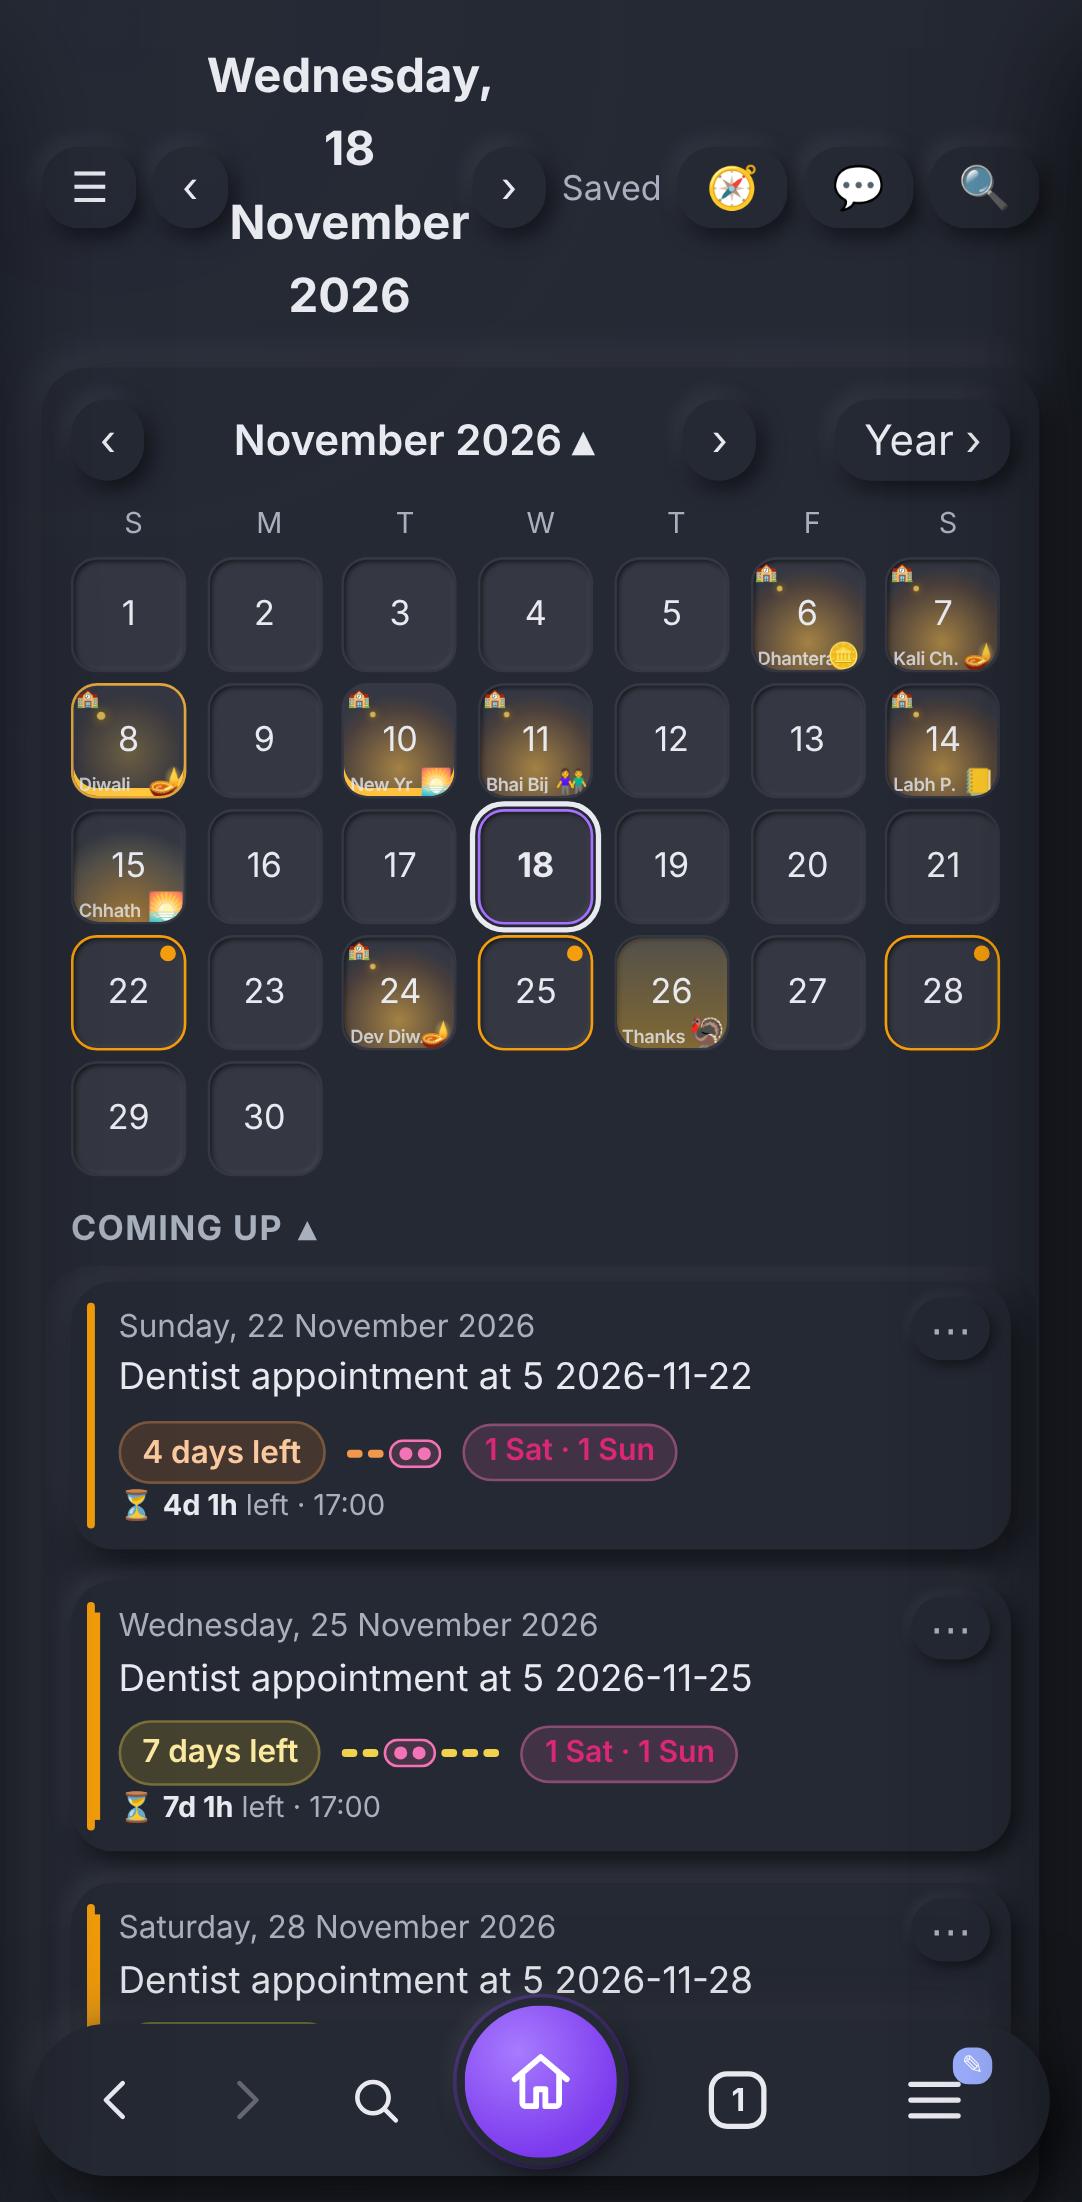 Wednesday,
18
November
2026
Saved
November 2026 ▴
Year ›
S M T W T F S
1 2 3 4 5 6 7
Dhantera Kali Ch.
8 9 10 11 12 13 14
Diwali New Yr Bhai Bij Labh P.
15 16 17 18 19 20 21
Chhath
22 23 24 25 26 27 28
Dev Diw. Thanks
29 30
COMING UP ▴
Sunday, 22 November 2026
Dentist appointment at 5 2026-11-22
4 days left 1 Sat · 1 Sun
4d 1h left · 17:00
Wednesday, 25 November 2026
Dentist appointment at 5 2026-11-25
7 days left 1 Sat · 1 Sun
7d 1h left · 17:00
Saturday, 28 November 2026
Dentist appointment at 5 2026-11-28
1